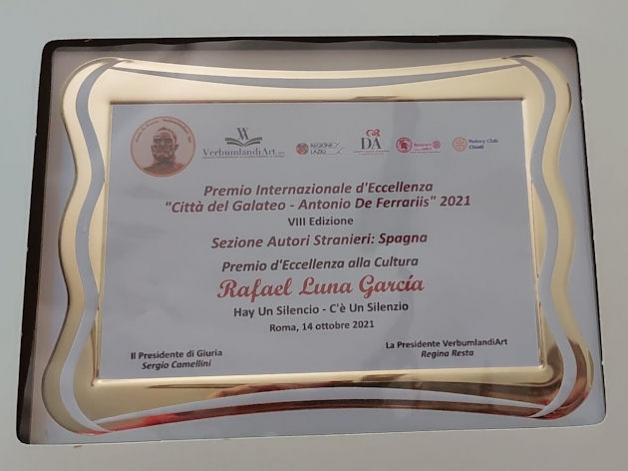 VerbumlandiArt
REGIONE
LAZIO
DA
Rotary Club
Premio Internazionale d'Eccellenza
"Città del Galateo - Antonio De Ferrariis" 2021
VIII Edizione
Sezione Autori Stranieri: Spagna
Premio d'Eccellenza alla Cultura
Rafael Luna García
Hay Un Silencio - C'è Un Silenzio
Roma, 14 ottobre 2021
Il Presidente di Giuria
Sergio Camellini
La Presidente VerbumlandiArt
Regina Resta